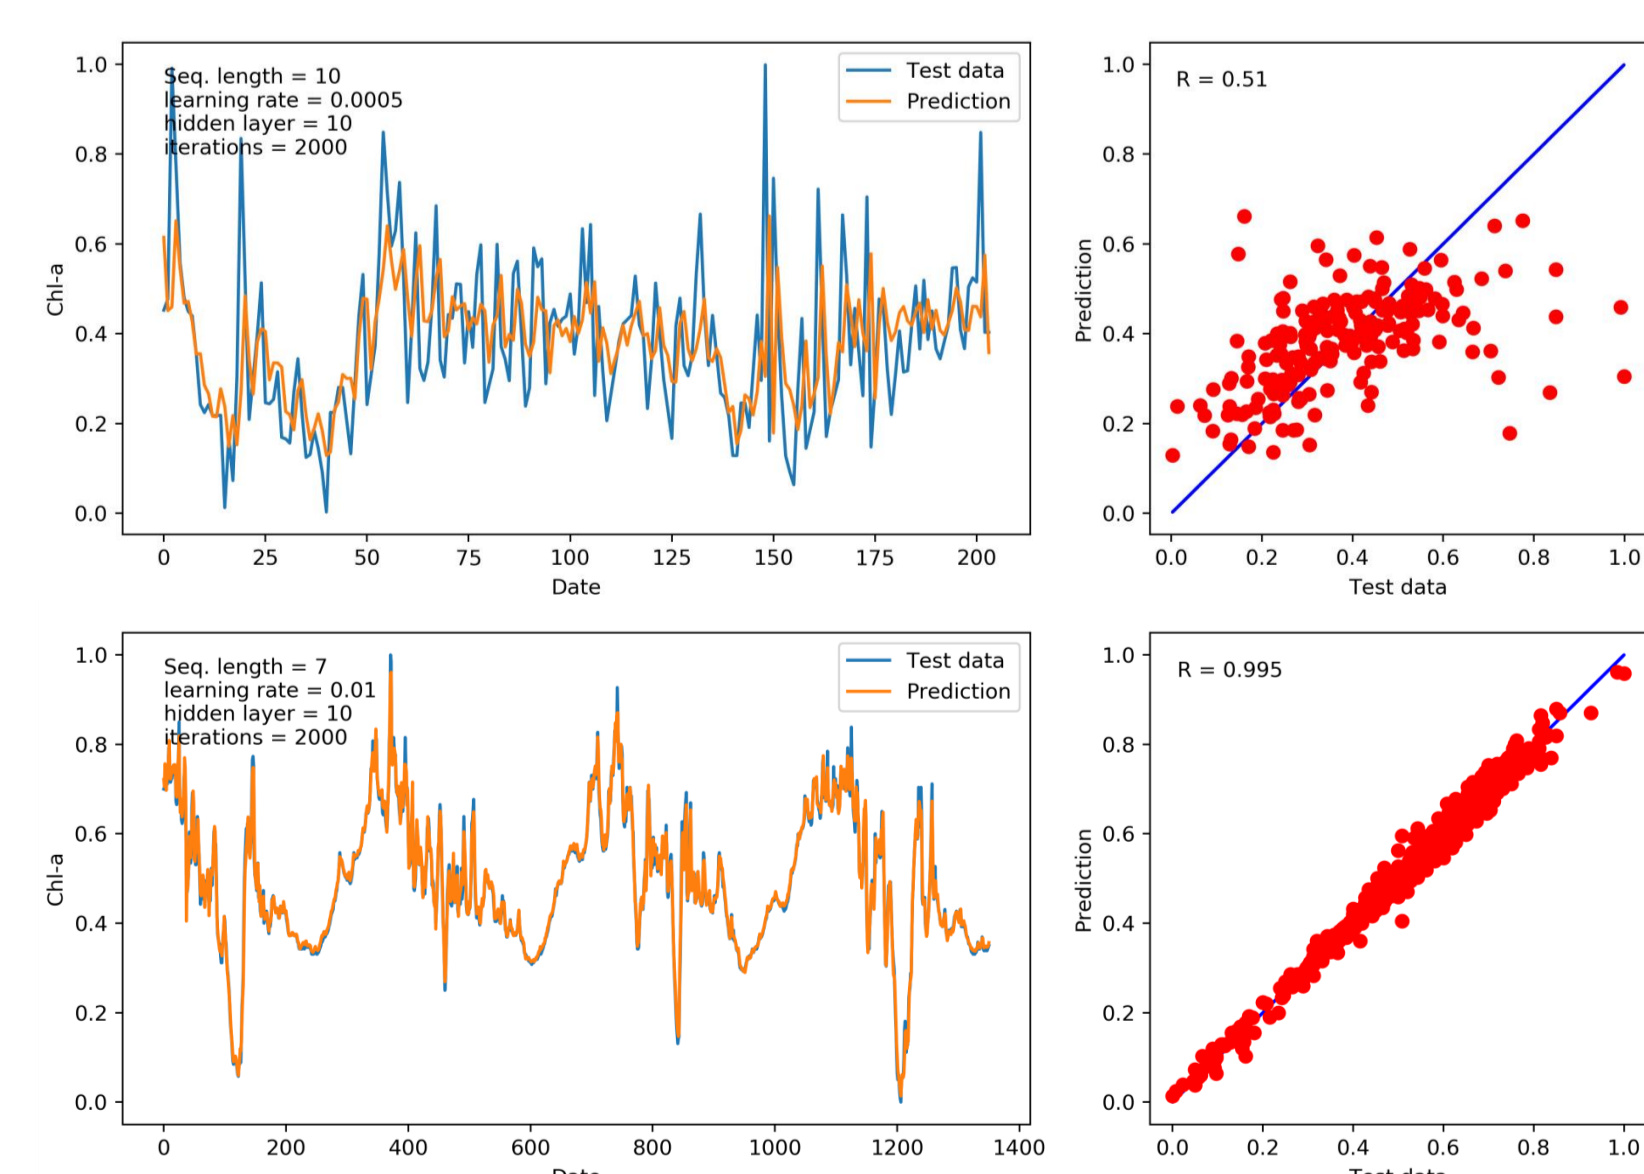 Seq. length = 10
learning rate = 0.0005
hidden layer = 10
iterations = 2000
Test data
Prediction
1.0
0.8
0.6
0.4
0.2
0.0
Chl-a
0 25 50 75 100 125 150 175 200
Date
R = 0.51
1.0
0.8
0.6
0.4
0.2
0.0
Prediction
0.0 0.2 0.4 0.6 0.8 1.0
Test data
Seq. length = 7
learning rate = 0.01
hidden layer = 10
iterations = 2000
Test data
Prediction
1.0
0.8
0.6
0.4
0.2
0.0
Chl-a
0 200 400 600 800 1000 1200 1400
Date
R = 0.995
1.0
0.8
0.6
0.4
0.2
0.0
Prediction
0.0 0.2 0.4 0.6 0.8 1.0
Test data